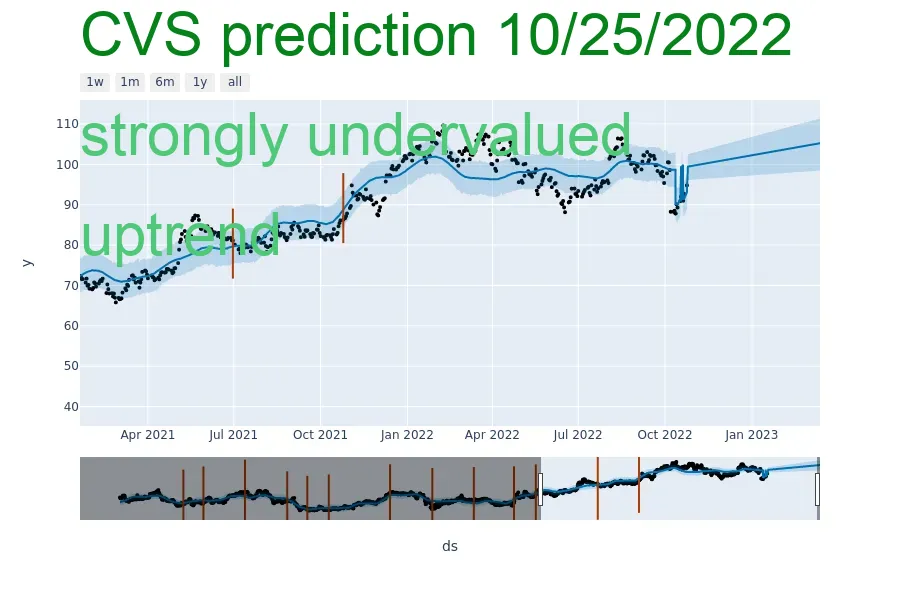 CVS prediction 10/25/2022
1w 1m 6m 1y all
strongly undervalued
uptrend
110
100
90
80
70
60
50
40
y
Apr 2021 Jul 2021 Oct 2021 Jan 2022 Apr 2022 Jul 2022 Oct 2022 Jan 2023
ds